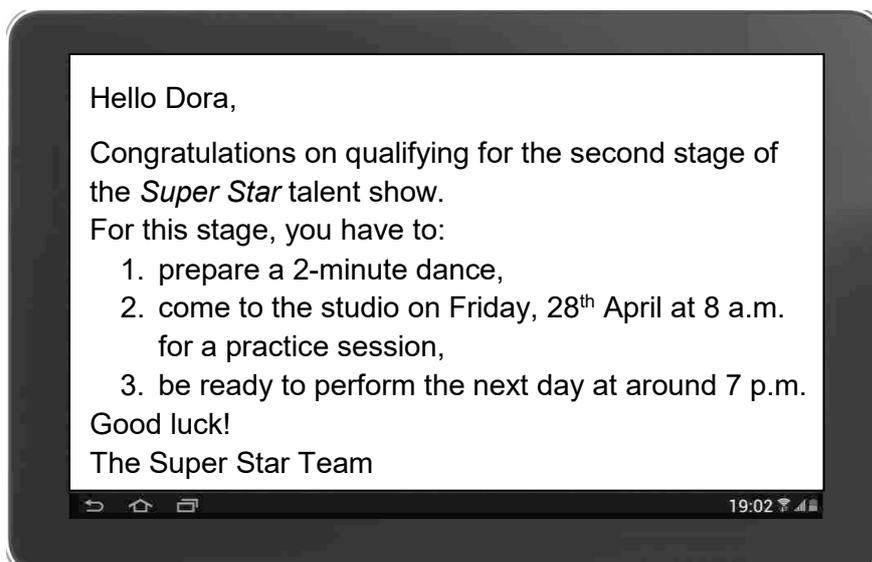 Hello Dora,
Congratulations on qualifying for the second stage of
the Super Star talent show.
For this stage, you have to:
1. prepare a 2-minute dance,
2. come to the studio on Friday, 28th April at 8 a.m.
for a practice session,
3. be ready to perform the next day at around 7 p.m.
Good luck!
The Super Star Team
19:02